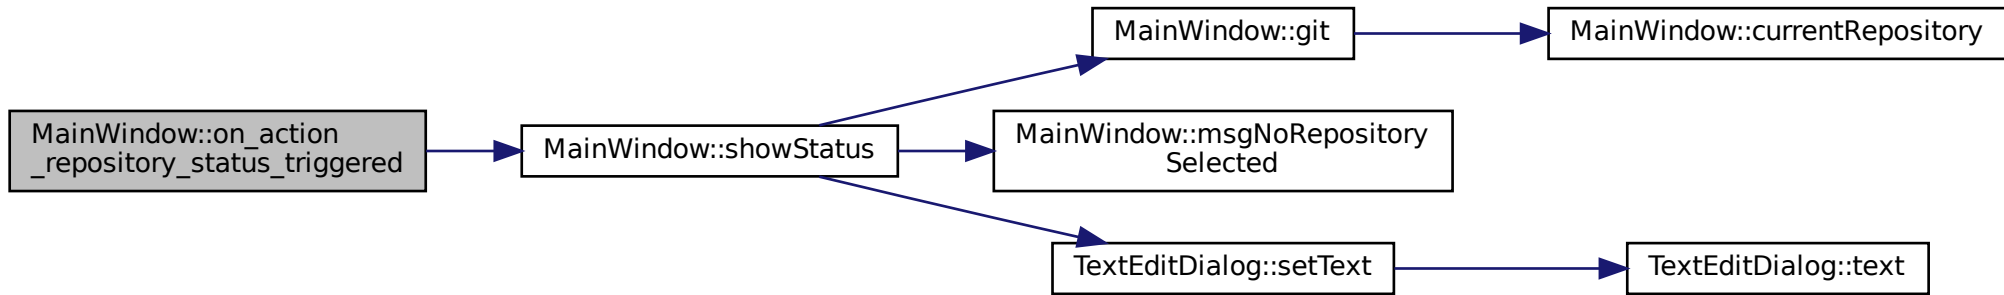 MainWindow::on_action
_repository_status_triggered
MainWindow::showStatus
MainWindow::git
MainWindow::currentRepository
MainWindow::msgNoRepository
Selected
TextEditDialog::setText
TextEditDialog::text